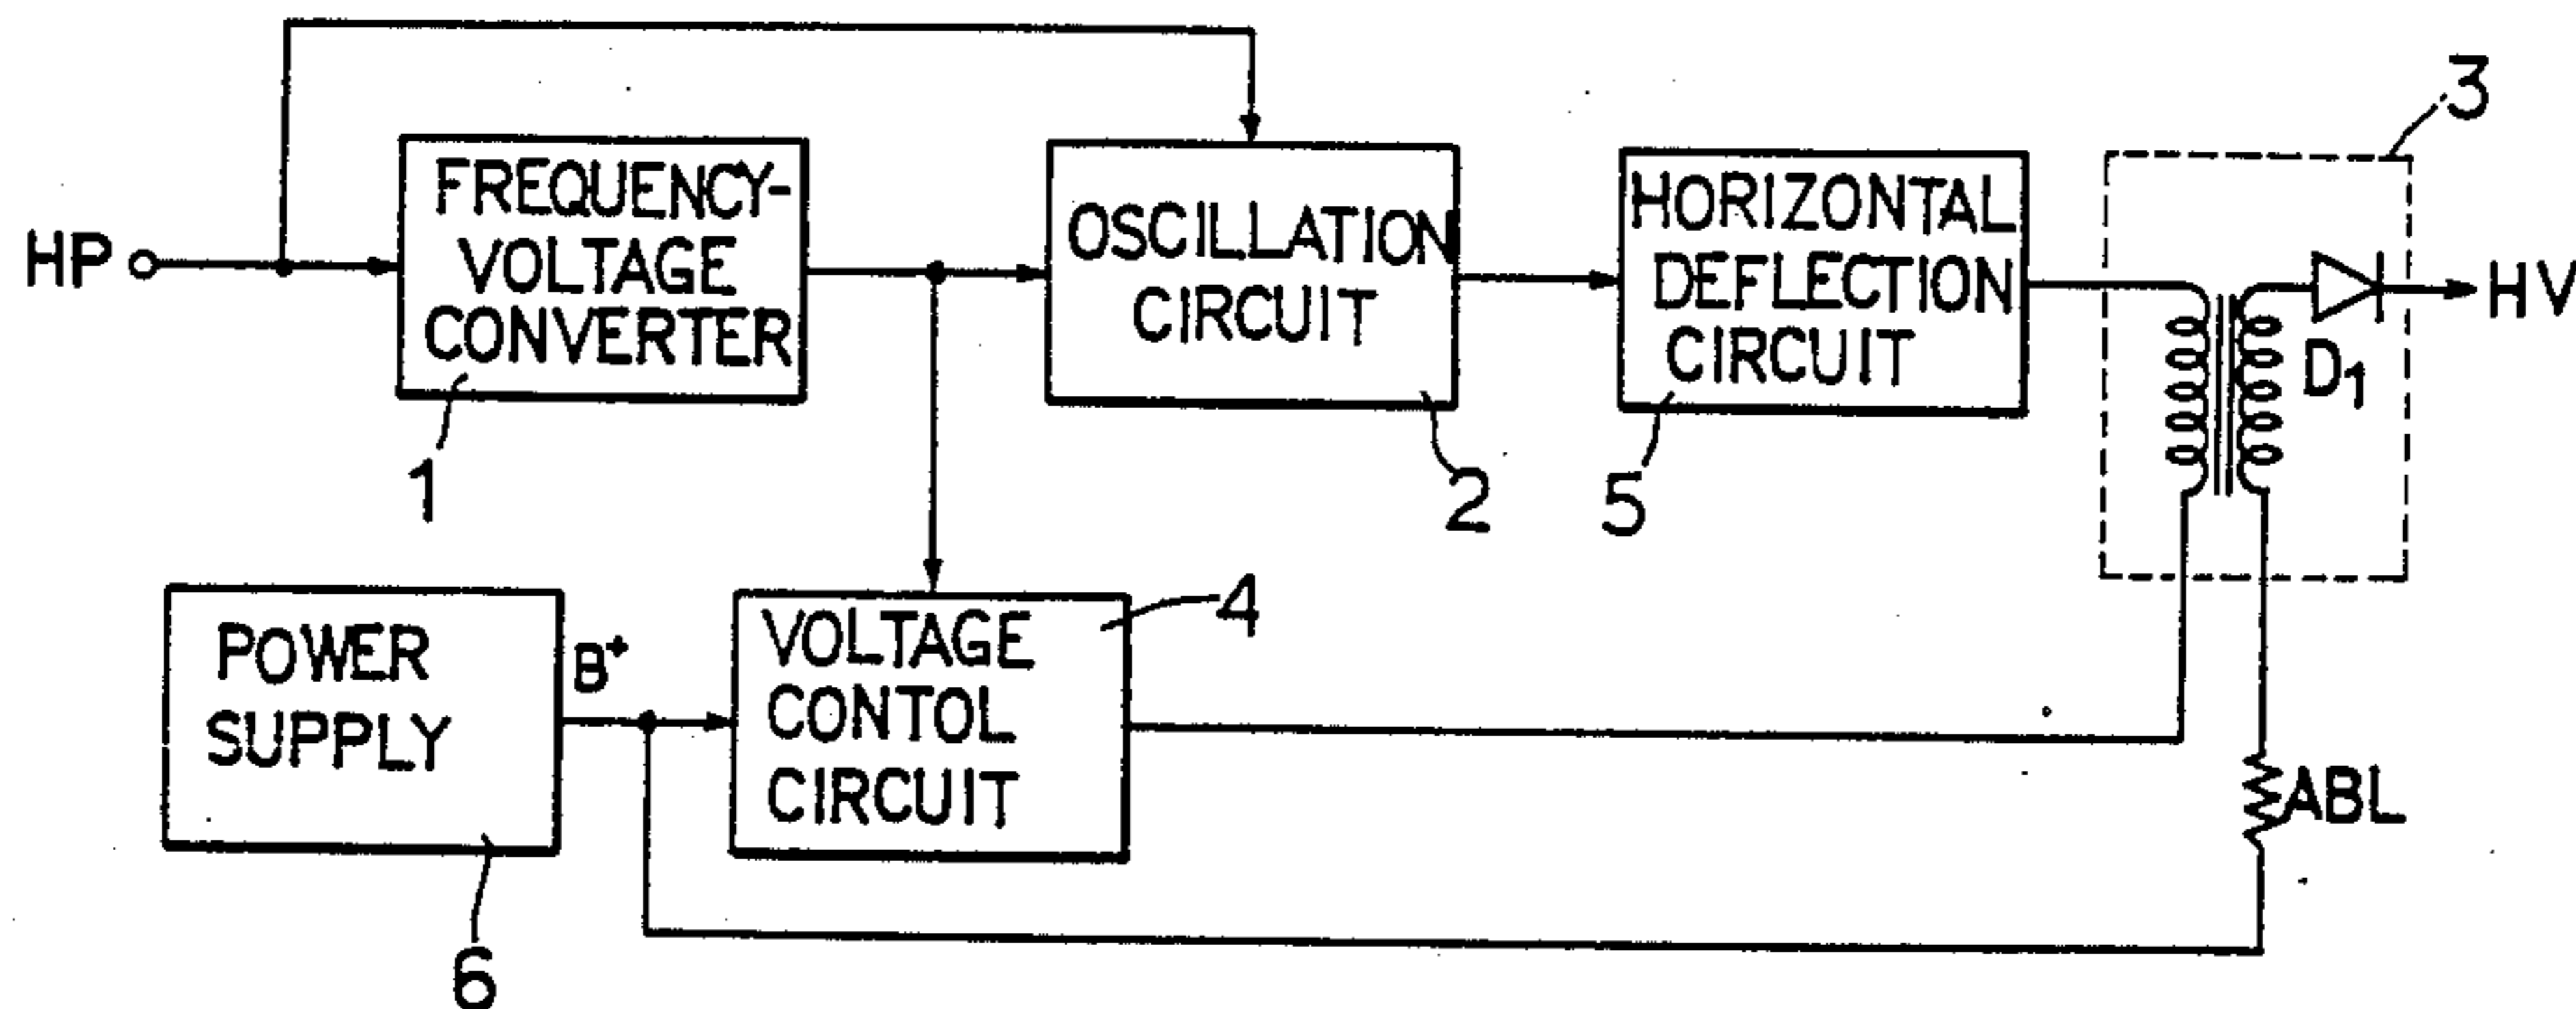 3
HP
FREQUENCY-
VOLTAGE
CONVERTER
OSCILLATION
CIRCUIT
HORIZONTAL
DEFLECTION
CIRCUIT
HV
D1
1
2
5
POWER
SUPPLY
B+
VOLTAGE
CONTOL
CIRCUIT
4
ABL
6